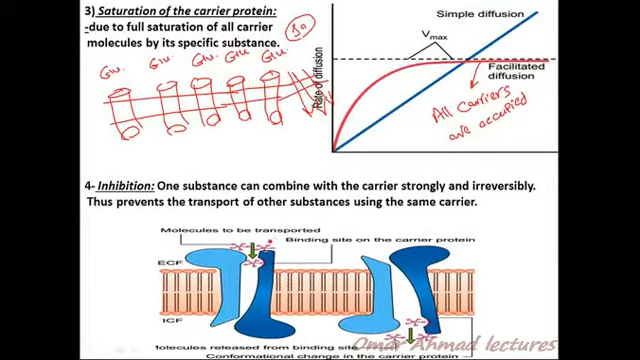 3) Saturation of the carrier protein:
-due to full saturation of all carrier
molecules by its specific substance.
Glu.
Glu.
Glu.
Glu
Glu.
Simple diffusion
Vmax
Rate of diffusion
Facilitated
diffusion
All Carriers
are occupied
4- Inhibition: One substance can combine with the carrier strongly and irreversibly.
Thus prevents the transport of other substances using the same carrier.
Molecules to be transported
Binding site on the carrier protein
ECF
ICF
Molecules released from binding site
Conformational change in the carrier protein
Omar Ahmad lectures